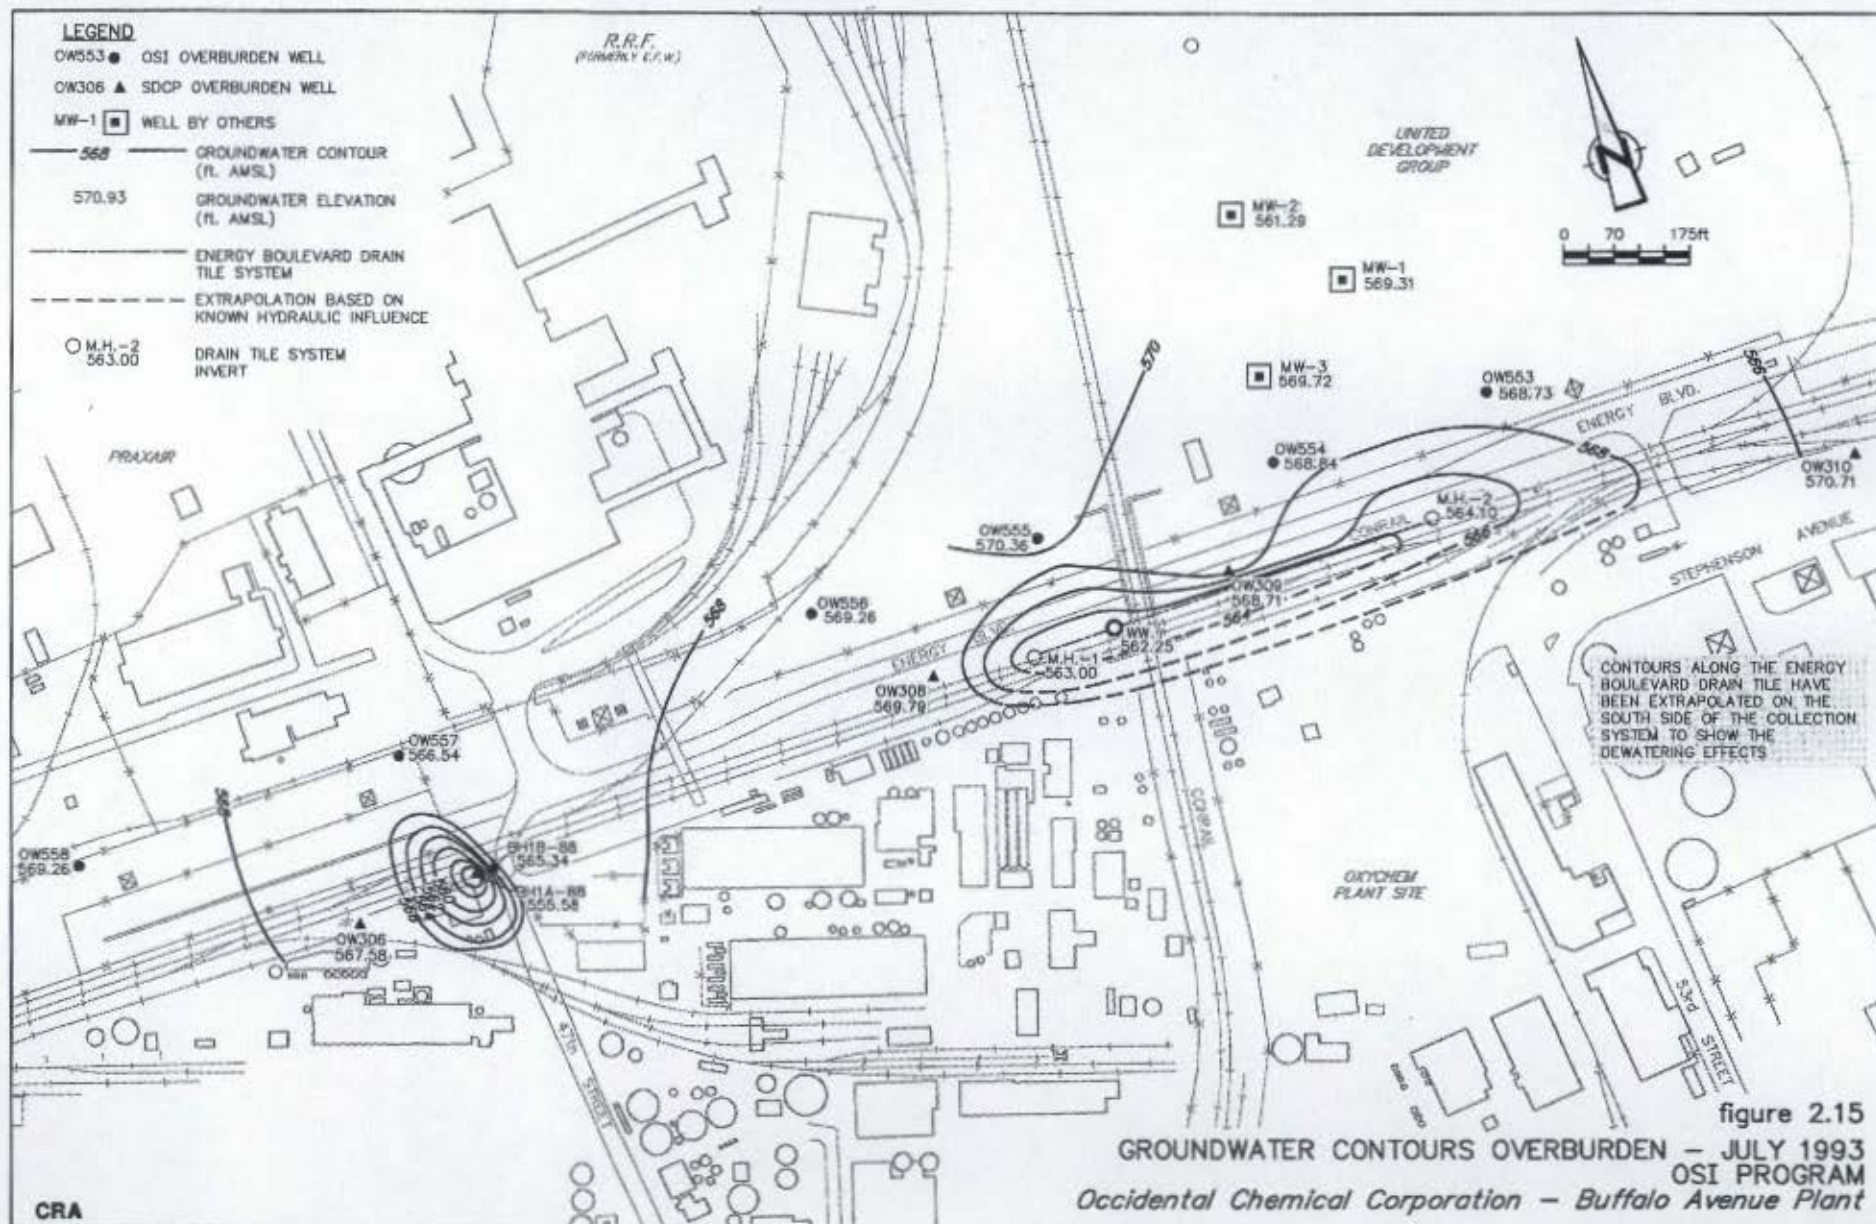 LEGEND
OW553 OSI OVERBURDEN WELL
OW306 SDCP OVERBURDEN WELL
MW-1 WELL BY OTHERS
568 GROUNDWATER CONTOUR
(ft. AMSL)
570.93 GROUNDWATER ELEVATION
(ft. AMSL)
ENERGY BOULEVARD DRAIN
TILE SYSTEM
EXTRAPOLATION BASED ON
KNOWN HYDRAULIC INFLUENCE
M.H.-2
563.00
DRAIN TILE SYSTEM
INVERT
R.R.F.
(FORMERLY E.F.W.)
UNITED
DEVELOPMENT
GROUP
N
0 70 175ft
MW-2
561.29
MW-1
569.31
MW-3
569.72
570
OW553
568.73
566
ENERGY BLVD.
OW554
568.84
568
OW310
570.71
PRAXAIR
M.H.-2
564.10
CONRAIL
566
OW555
570.36
STEPHENSON AVENUE
OW309
568.71
564
OW556
569.26
568
ENERGY BLVD.
WW
562.25
M.H.-1
563.00
OW308
569.79
CONTOURS ALONG THE ENERGY
BOULEVARD DRAIN TILE HAVE
BEEN EXTRAPOLATED ON THE
SOUTH SIDE OF THE COLLECTION
SYSTEM TO SHOW THE
DEWATERING EFFECTS
OW557
566.54
568
CONRAIL
OW558
569.26
BH1B-88
565.34
BH1A-88
555.58
OXYCHEM
PLANT SITE
OW306
567.58
47th STREET
53rd STREET
figure 2.15
GROUNDWATER CONTOURS OVERBURDEN - JULY 1993
OSI PROGRAM
Occidental Chemical Corporation - Buffalo Avenue Plant
CRA